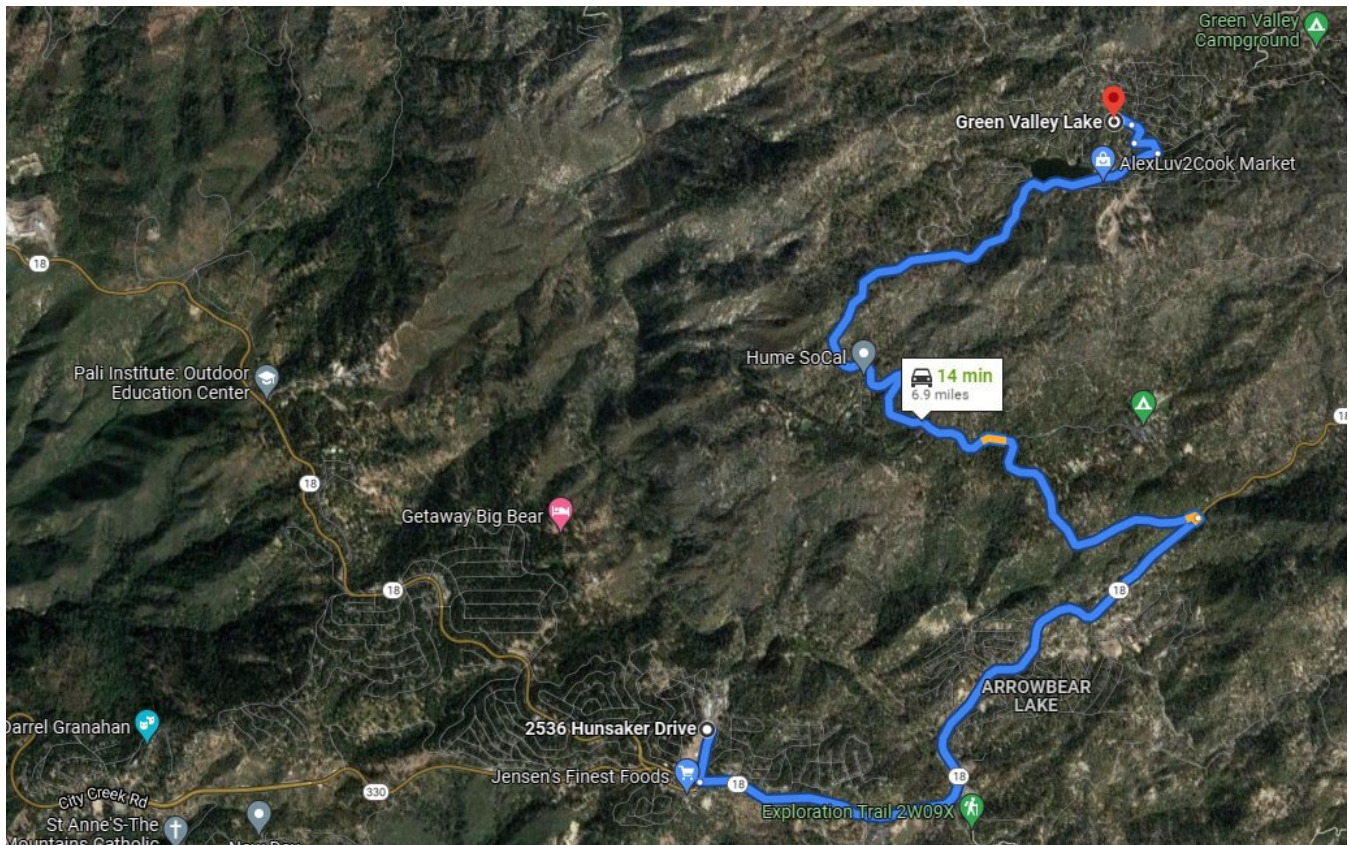 Green Valley
Campground
Green Valley Lake
AlexLuv2Cook Market
18
Hume SoCal
14 min
6.9 miles
Pali Institute: Outdoor
Education Center
18
18
Getaway Big Bear
18
18
ARROWBEAR
LAKE
Darrel Granahan
2536 Hunsaker Drive
Jensen's Finest Foods
18
18
330
City Creek Rd
Exploration Trail 2W09X
St Anne'S-The
Mountains Catholic